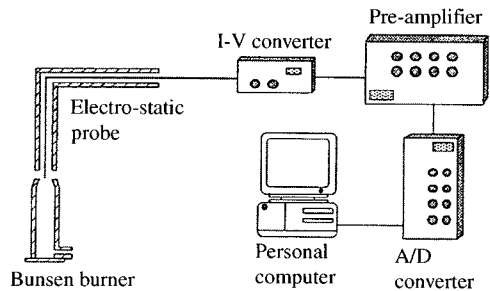 Pre-amplifier
I-V converter
Electro-static
probe
Personal
computer
A/D
converter
Bunsen burner